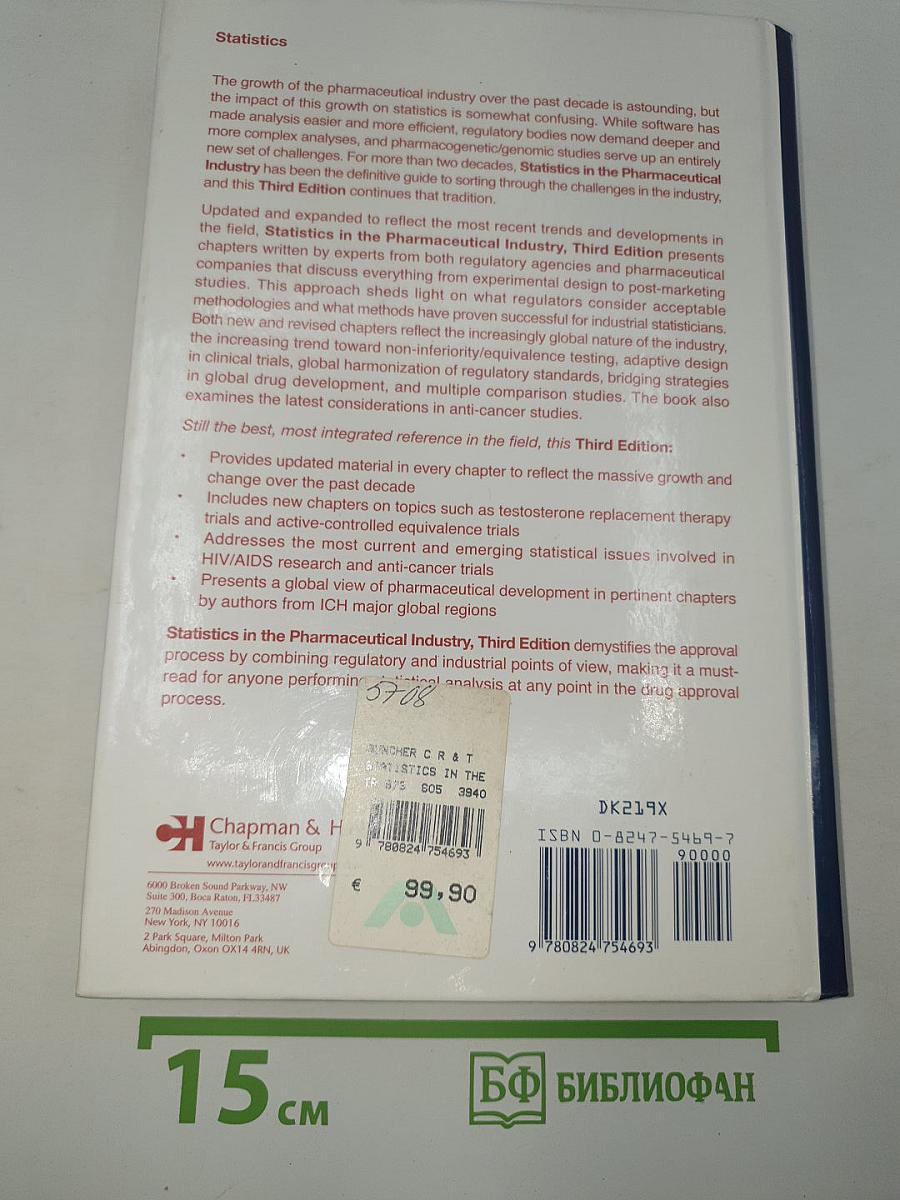 Statistics
The growth of the pharmaceutical industry over the past decade is astounding, but
the impact of this growth on statistics is somewhat confusing. While software has
made analysis easier and more efficient, regulatory bodies now demand deeper and
more complex analyses, and pharmacogenetic/genomic studies serve up an entirely
new set of challenges. For more than two decades, Statistics in the Pharmaceutical
Industry has been the definitive guide to sorting through the challenges in the industry,
and this Third Edition continues that tradition.
Updated and expanded to reflect the most recent trends and developments in
the field, Statistics in the Pharmaceutical Industry, Third Edition presents
chapters written by experts from both regulatory agencies and pharmaceutical
companies that discuss everything from experimental design to post-marketing
studies. This approach sheds light on what regulators consider acceptable
methodologies and what methods have proven successful for industrial statisticians.
Both new and revised chapters reflect the increasingly global nature of the industry,
the increasing trend toward non-inferiority/equivalence testing, adaptive design
in clinical trials, global harmonization of regulatory standards, bridging strategies
in global drug development, and multiple comparison studies. The book also
examines the latest considerations in anti-cancer studies.
Still the best, most integrated reference in the field, this Third Edition:
• Provides updated material in every chapter to reflect the massive growth and
change over the past decade
• Includes new chapters on topics such as testosterone replacement therapy
trials and active-controlled equivalence trials
• Addresses the most current and emerging statistical issues involved in
HIV/AIDS research and anti-cancer trials
• Presents a global view of pharmaceutical development in pertinent chapters
by authors from ICH major global regions
Statistics in the Pharmaceutical Industry, Third Edition demystifies the approval
process by combining regulatory and industrial points of view, making it a must-
read for anyone performing analysis at any point in the drug approval
process.
5708
C R & T
STATISTICS IN THE
605 3940
9 780824 754693
€ 99,90
CH Chapman & H
Taylor & Francis Group
www.taylorandfrancisgroup
6000 Broken Sound Parkway, NW
Suite 300, Boca Raton, FL 33487
270 Madison Avenue
New York, NY 10016
2 Park Square, Milton Park
Abingdon, Oxon OX14 4RN, UK
DK219X
ISBN 0-8247-5469-7
90000
9 780824 754693
15 см
БФ БИБЛИОФАН